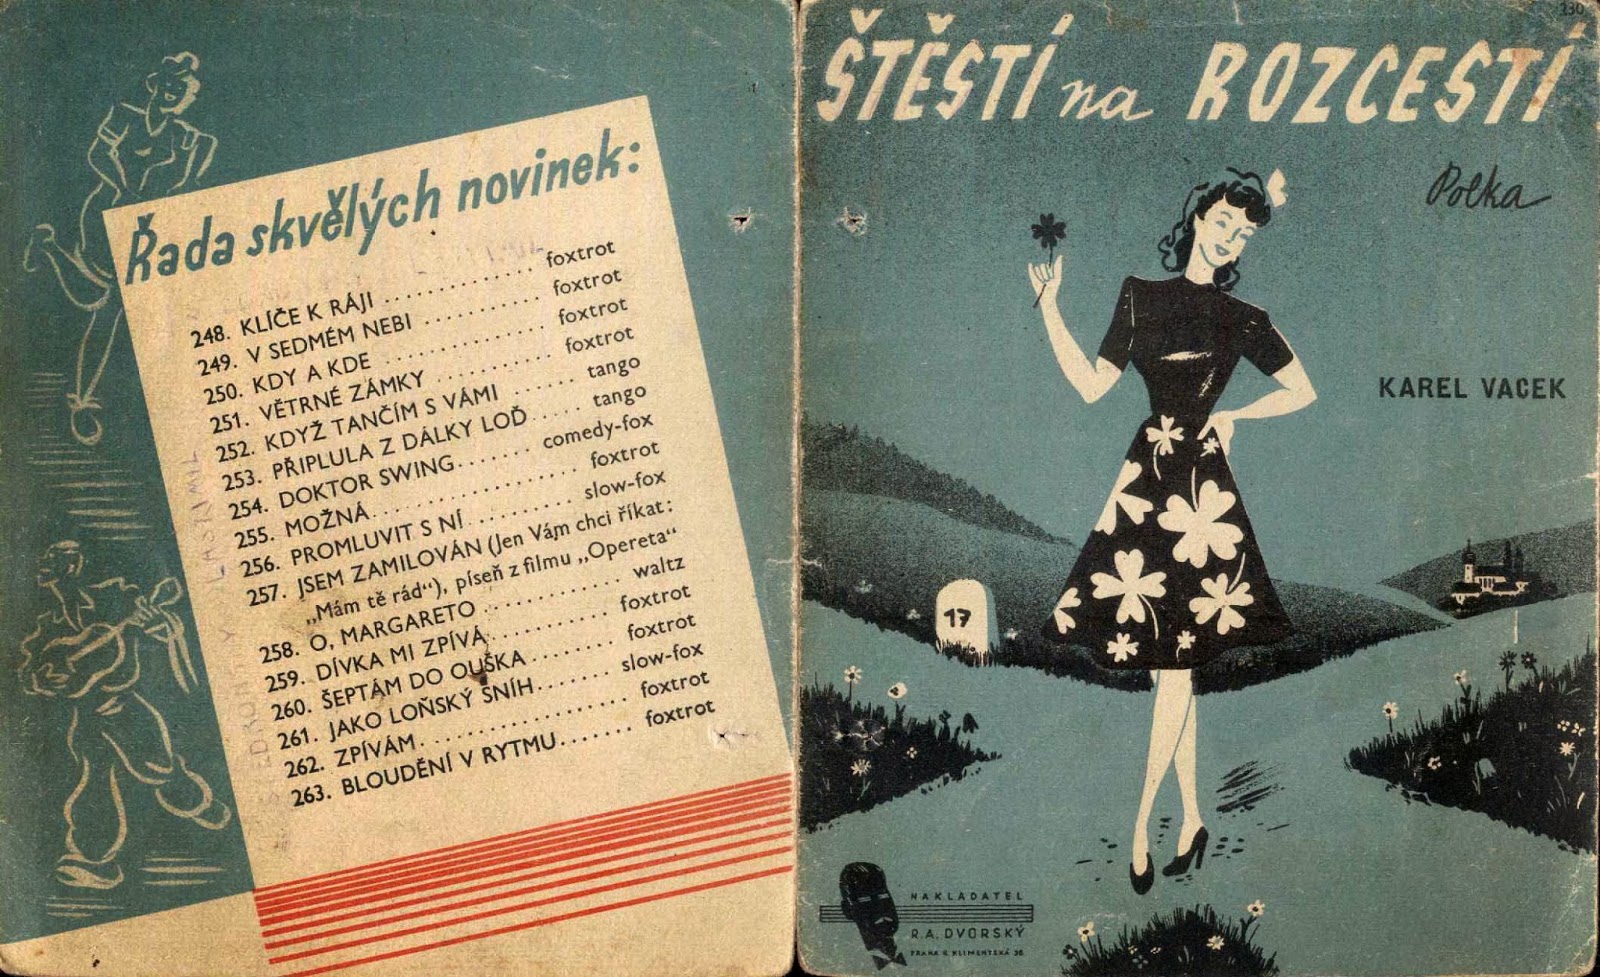 Řada skvělých novinek:
248. KLÍČE K RÁJI .......... foxtrot
249. V SEDMÉM NEBI .......... foxtrot
250. KDY A KDE .......... foxtrot
251. VĚTRNÉ ZÁMKY .......... foxtrot
252. KDYŽ TANČÍM S VÁMI .......... tango
253. PŘIPLULA Z DÁLKY LOĎ ..... tango
254. DOKTOR SWING....... comedy-fox
255. MOŽNÁ .......... foxtrot
256. PROMLUVIT S NÍ .......... slow-fox
257. JSEM ZAMILOVÁN (Jen Vám chci říkat:
„Mám tě rád“), píseň z filmu „Opereta“
258. O, MARGARETO .......... waltz
259. DÍVKA MI ZPÍVÁ .......... foxtrot
260. ŠEPTÁM DO OUŠKA ........ foxtrot
261. JAKO LOŇSKÝ SNÍH ....... slow-fox
262. ZPÍVÁM .......... foxtrot
263. BLOUDĚNÍ V RYTMU ....... foxtrot
230
ŠTĚSTÍ na ROZCESTÍ
Polka
KAREL VACEK
17
NAKLADATEL
R.A. DVORSKÝ
PRAHA II. KLIMENTSKÁ